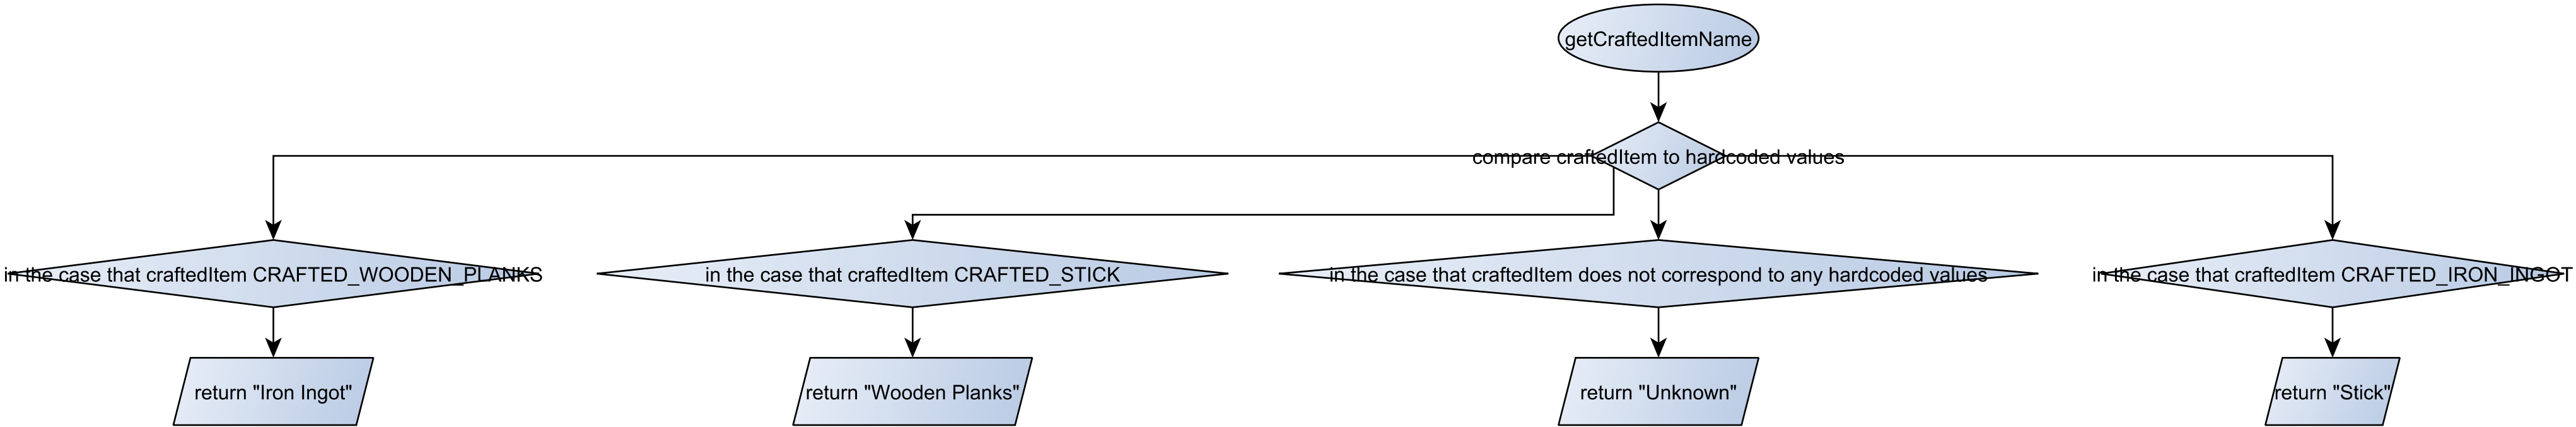 getCraftedItemName
compare craftedItem to hardcoded values
in the case that craftedItem CRAFTED_WOODEN_PLANKS
in the case that craftedItem CRAFTED_STICK
in the case that craftedItem does not correspond to any hardcoded values
in the case that craftedItem CRAFTED_IRON_INGOT
return "Iron Ingot"
return "Wooden Planks"
return "Unknown"
return "Stick"